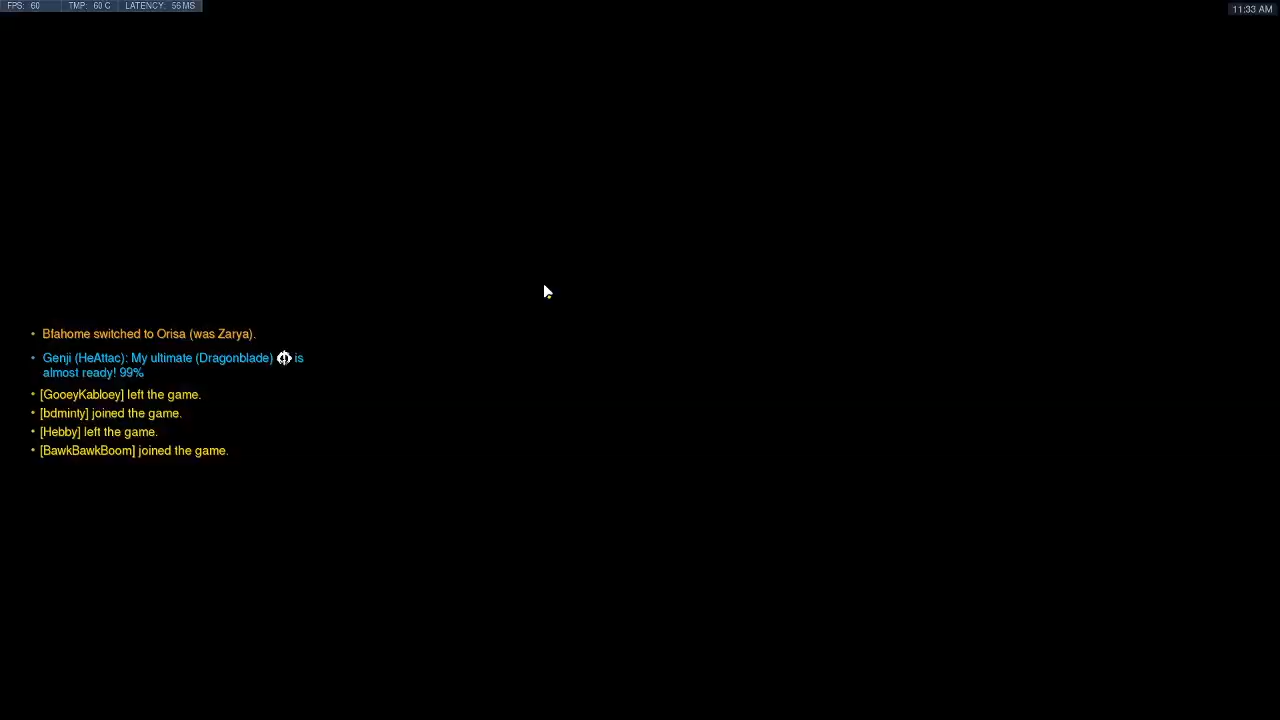 FPS: 60 TMP: 60 C LATENCY: 56 MS
11:33 AM
• Bfahome switched to Orisa (was Zarya).
• Genji (HeAttac): My ultimate (Dragonblade) is
almost ready! 99%
• [GooeyKabloey] left the game.
• [bdminty] joined the game.
• [Hebby] left the game.
• [BawkBawkBoom] joined the game.